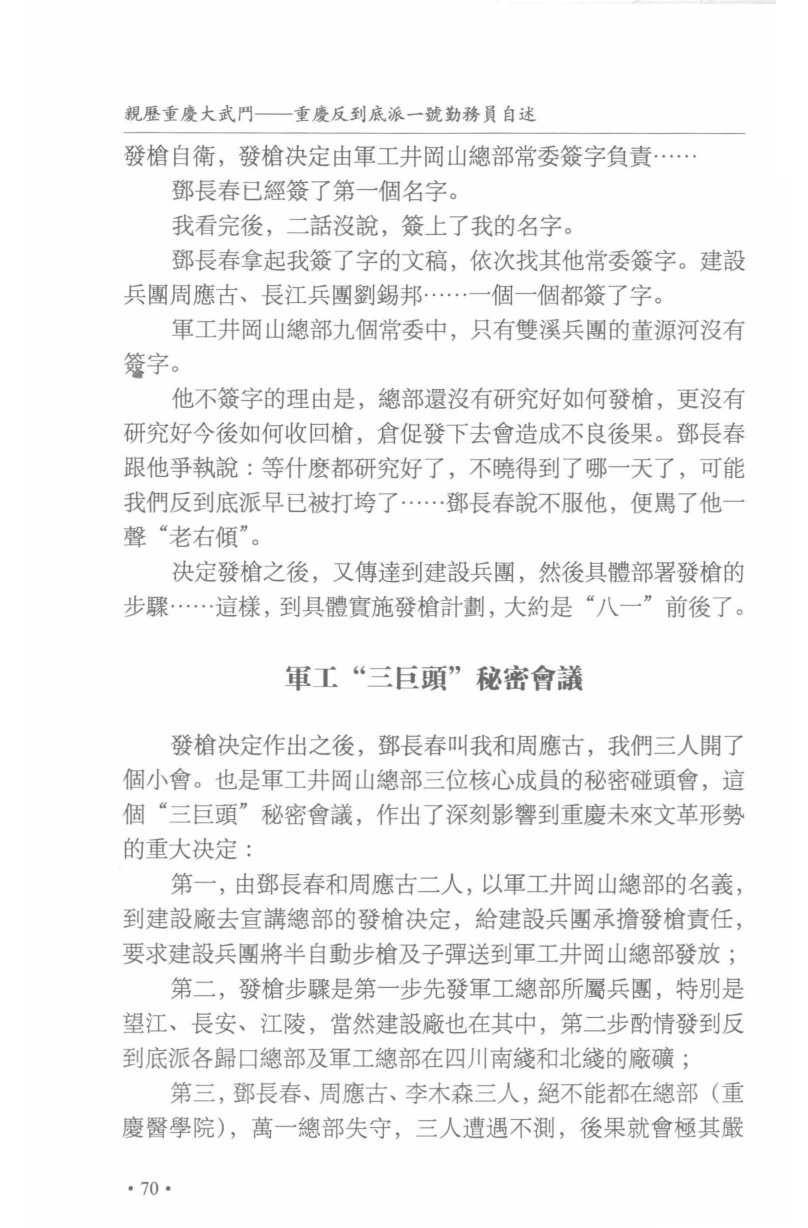 親歷重慶大武鬥——重慶反到底派一號勤務員自述
發槍自衛，發槍决定由軍工井岡山總部常委簽字負責……
鄧長春已經簽了第一個名字。
我看完後，二話沒說，簽上了我的名字。
鄧長春拿起我簽了字的文稿，依次找其他常委簽字。建設
兵團周應古、長江兵團劉錫邦……一個一個都簽了字。
軍工井岡山總部九個常委中，只有雙溪兵團的董源河沒有
簽字。
他不簽字的理由是，總部還沒有研究好如何發槍，更沒有
研究好今後如何收回槍，倉促發下去會造成不良後果。鄧長春
跟他爭執說：等什麽都研究好了，不曉得到了哪一天了，可能
我們反到底派早已被打垮了……鄧長春說不服他，便駡了他一
聲“老右傾”。
决定發槍之後，又傳達到建設兵團，然後具體部署發槍的
步驟……這樣，到具體實施發槍計劃，大約是“八一”前後了。
軍工“三巨頭”秘密會議
發槍决定作出之後，鄧長春叫我和周應古，我們三人開了
個小會。也是軍工井岡山總部三位核心成員的秘密碰頭會，這
個“三巨頭”秘密會議，作出了深刻影響到重慶未來文革形勢
的重大决定：
第一，由鄧長春和周應古二人，以軍工井岡山總部的名義，
到建設廠去宣講總部的發槍决定，給建設兵團承擔發槍責任，
要求建設兵團將半自動步槍及子彈送到軍工井岡山總部發放；
第二，發槍步驟是第一步先發軍工總部所屬兵團，特別是
望江、長安、江陵，當然建設廠也在其中，第二步酌情發到反
到底派各歸口總部及軍工總部在四川南綫和北綫的廠礦；
第三，鄧長春、周應古、李木森三人，絕不能都在總部（重
慶醫學院），萬一總部失守，三人遭遇不測，後果就會極其嚴
·70·